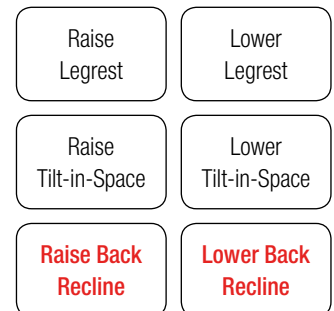 Raise
Legrest
Lower
Legrest
Raise
Tilt-in-Space
Lower
Tilt-in-Space
Raise Back
Recline
Lower Back
Recline